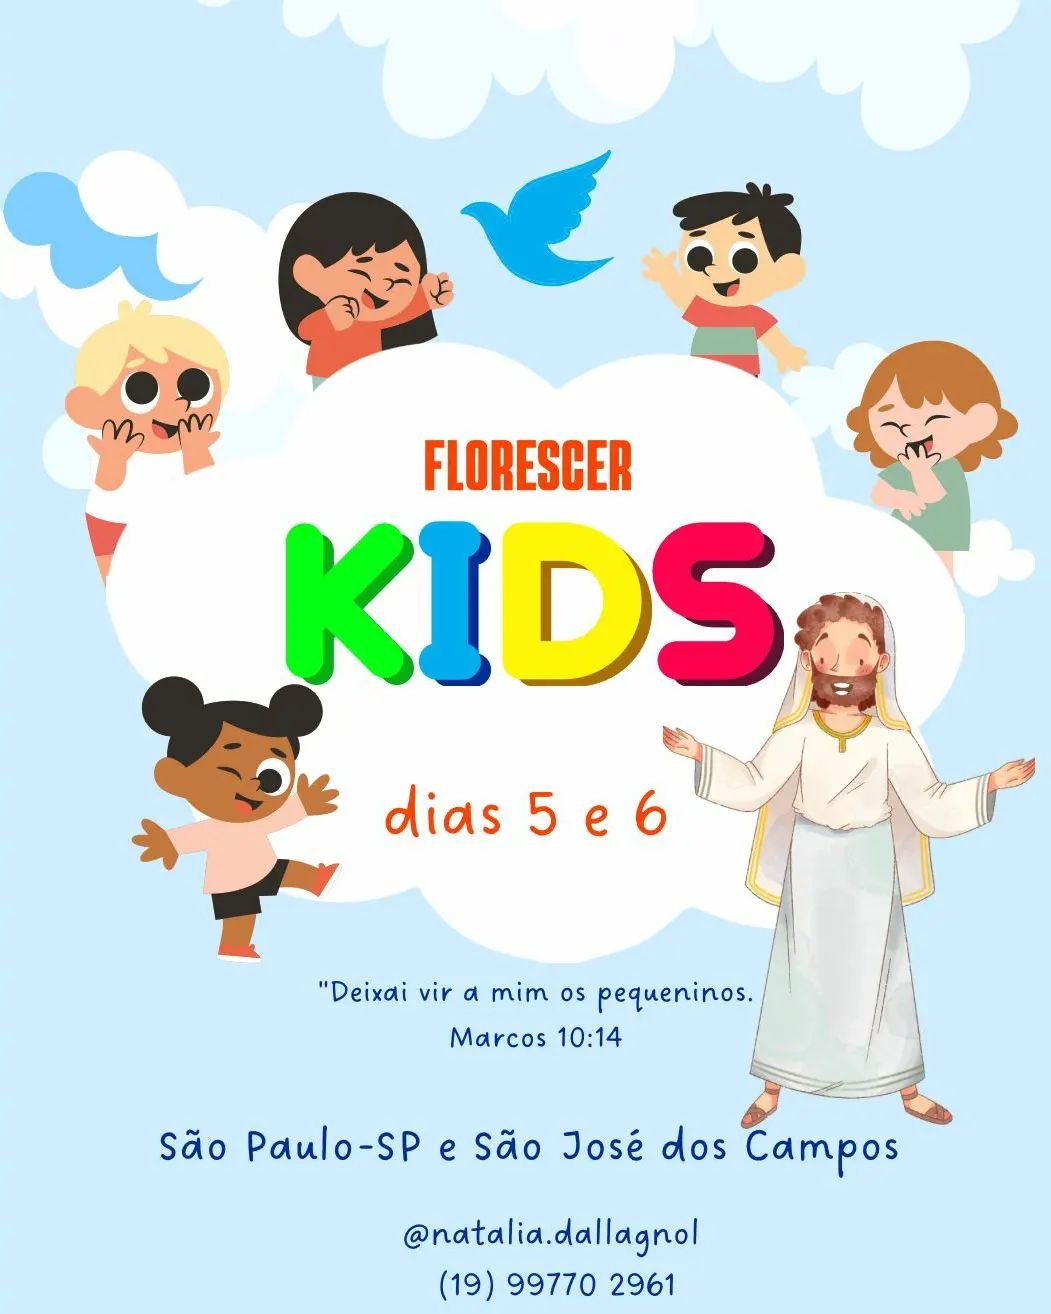 FLORESCER
KIDS
dias 5 e 6
"Deixai vir a mim os pequeninos.
Marcos 10:14
São Paulo-SP e São José dos Campos
@natalia.dallagnol
(19) 99770 2961